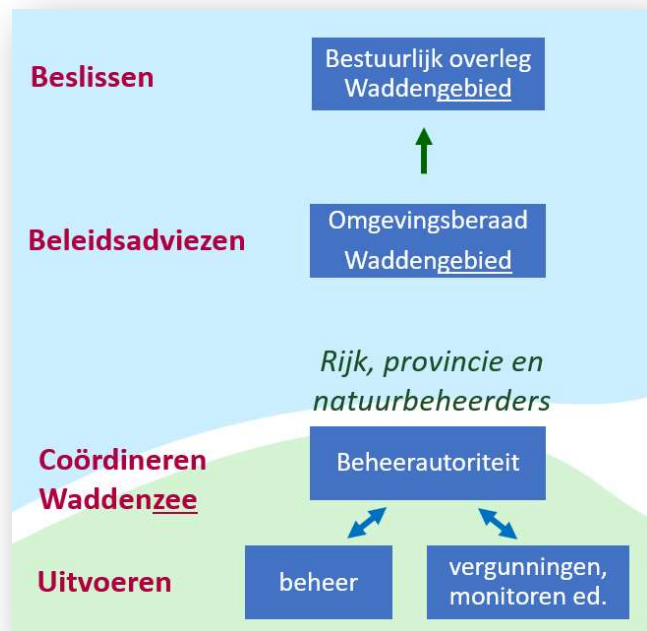 Beslissen
Bestuurlijk overleg
Waddengebied
Beleidsadviezen
Omgevingsberaad
Waddengebied
Rijk, provincie en
natuurbeheerders
Coördineren
Waddenzee
Beheerautoriteit
Uitvoeren
beheer
vergunningen,
monitoren ed.